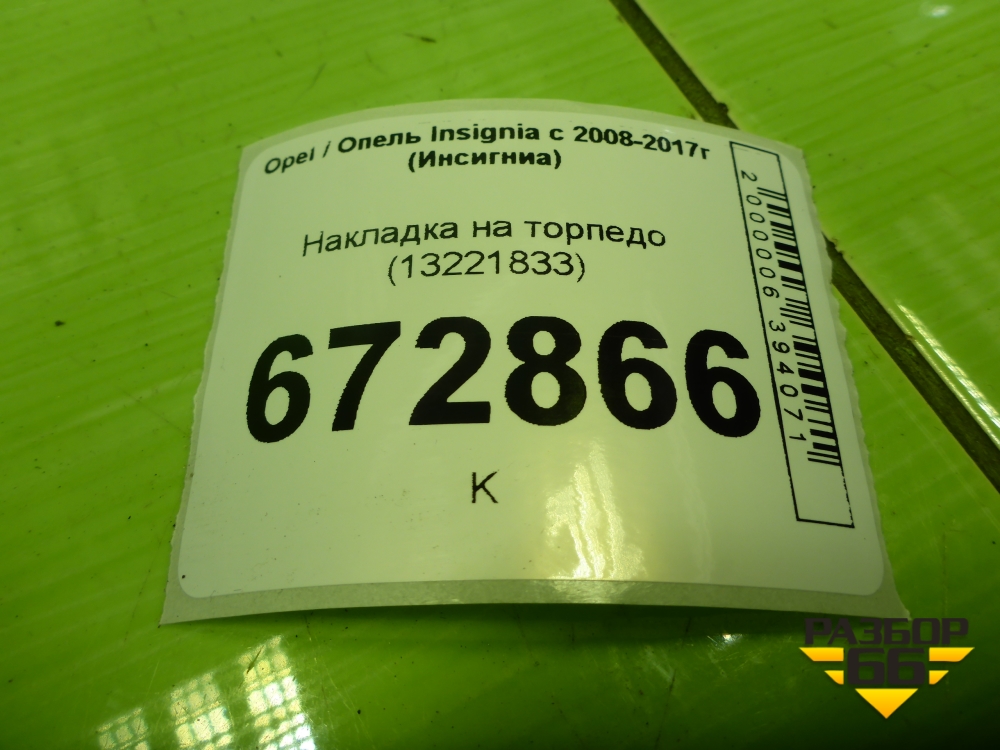 Opel / Опель Insignia с 2008-2017г
(Инсигниа)
Накладка на торпедо
(13221833)
672866
К
2000006394071
РАЗБОР
66